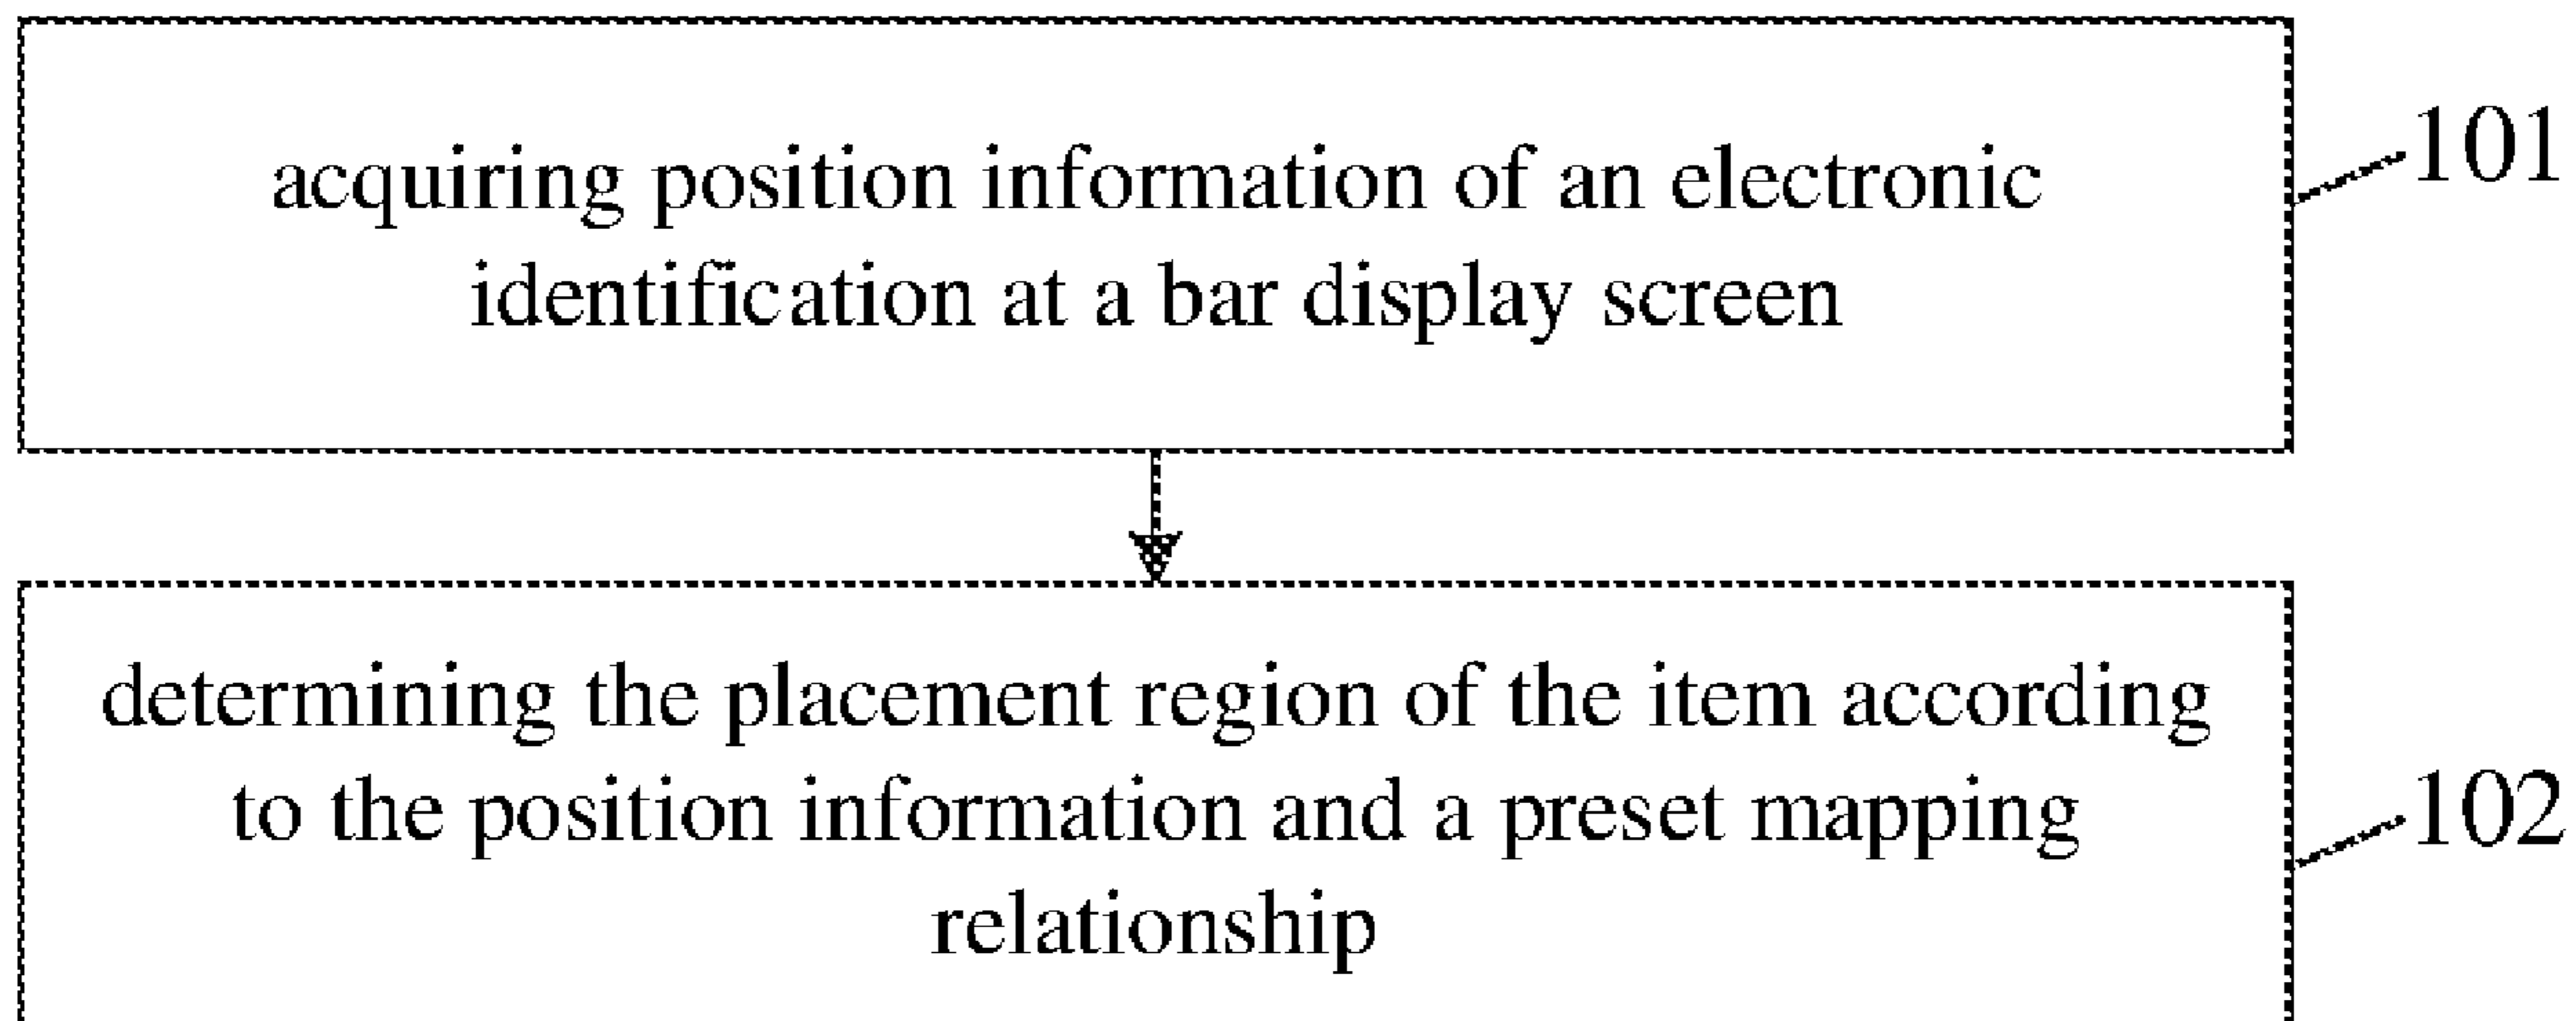 acquiring position information of an electronic
identification at a bar display screen
101
determining the placement region of the item according
to the position information and a preset mapping
relationship
102